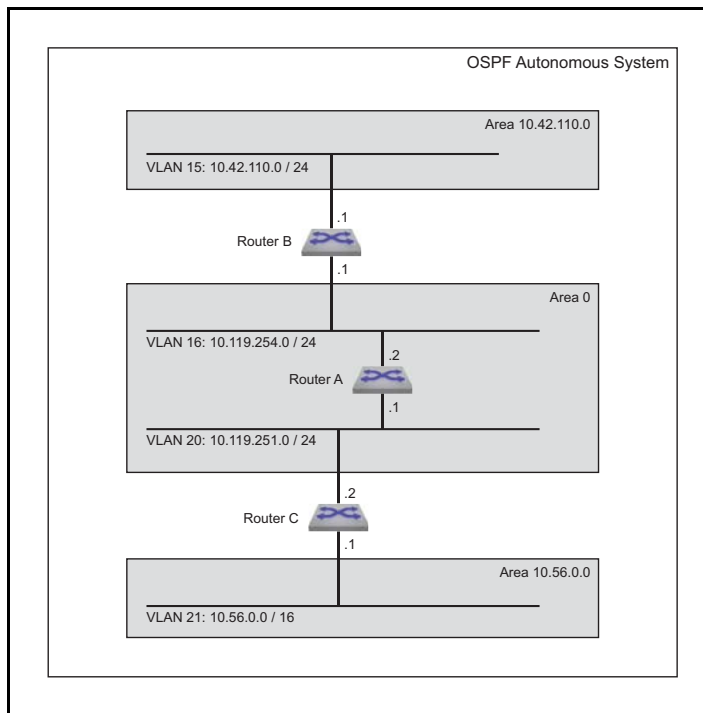 OSPF Autonomous System
Area 10.42.110.0
VLAN 15: 10.42.110.0 / 24
.1
Router B
.1
Area 0
VLAN 16: 10.119.254.0 / 24
.2
Router A
.1
VLAN 20: 10.119.251.0 / 24
.2
Router C
.1
Area 10.56.0.0
VLAN 21: 10.56.0.0 / 16